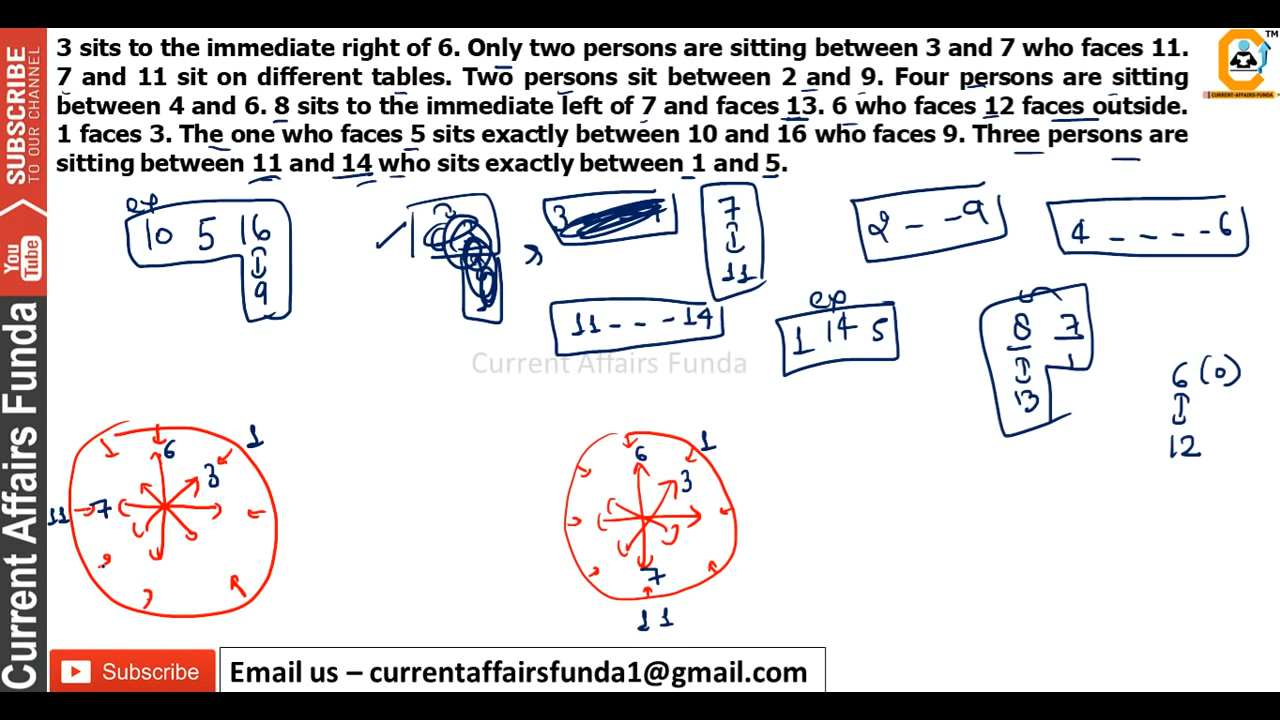 3 sits to the immediate right of 6. Only two persons are sitting between 3 and 7 who faces 11.
7 and 11 sit on different tables. Two persons sit between 2 and 9. Four persons are sitting
between 4 and 6. 8 sits to the immediate left of 7 and faces 13. 6 who faces 12 faces outside.
1 faces 3. The one who faces 5 sits exactly between 10 and 16 who faces 9. Three persons are
sitting between 11 and 14 who sits exactly between 1 and 5.
TM
CURRENT-AFFAIRS-FUNDA
SUBSCRIBE
TO OUR CHANNEL
YouTube
Current Affairs Funda
10 5 16
9
3
7
11
2 - - 9
4 - - - - 6
11 - - - 14
1 14 5
8 7
13
6 (0)
12
Current Affairs Funda
6
1
3
11
7
6
1
3
7
11
Subscribe
Email us – currentaffairsfunda1@gmail.com